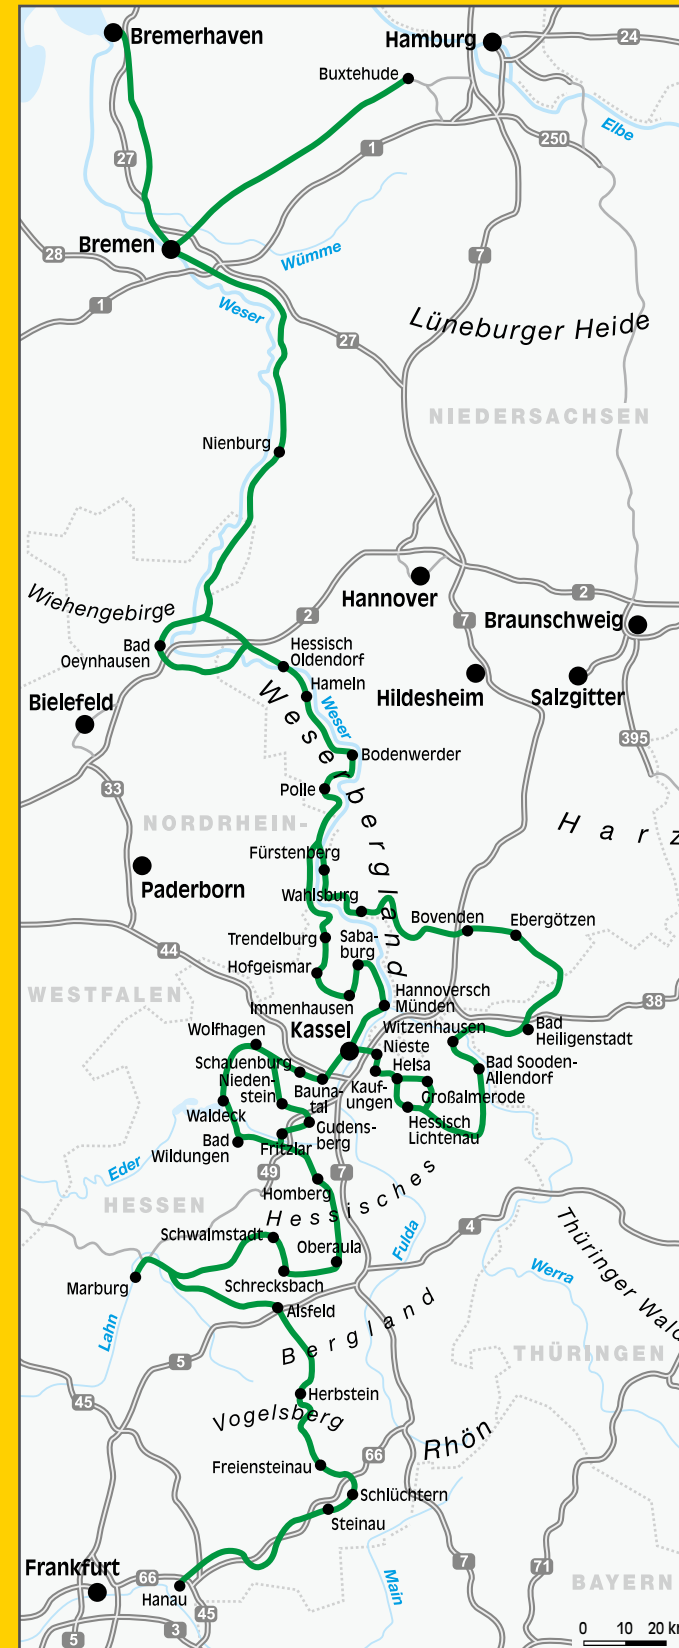 Bremerhaven
Hamburg
24
Buxtehude
Elbe
1
250
27
Bremen
Wümme
28
7
1
Weser
Lüneburger Heide
27
NIEDERSACHSEN
Nienburg
Hannover
2
Wiehengebirge
2
7
Braunschweig
Bad
Oeynhausen
Hessisch
Oldendorf
Hameln
Hildesheim
Salzgitter
Bielefeld
Weser
Weserbergland
395
Bodenwerder
33
Polle
NORDRHEIN-
Harz
Fürstenberg
Paderborn
Wahlsburg
Bovenden
Ebergötzen
Trendelburg
44
Saba-
burg
Hofgeismar
WESTFALEN
Immenhausen
Hannoversch
Münden
38
Kassel
Witzenhausen
Bad
Heiligenstadt
Wolfhagen
Nieste
Schauenburg
Helsa
Bad Sooden-
Allendorf
Nieden-
stein
Bauna-
tal
Kauf-
ungen
Großalmerode
Waldeck
Hessisch
Lichtenau
Gudens-
berg
Bad
Wildungen
Fritzlar
Eder
49
7
Homberg
HESSEN
Hessisches
Bergland
Schwalmstadt
Fulda
4
Thüringer Wald
Oberaula
Werra
Marburg
Schrecksbach
Alsfeld
Lahn
5
THÜRINGEN
45
Herbstein
Vogelsberg
Rhön
66
Freiensteinau
Schlüchtern
Steinau
Frankfurt
66
7
71
Main
BAYERN
Hanau
45
3
5
0 10 20 km